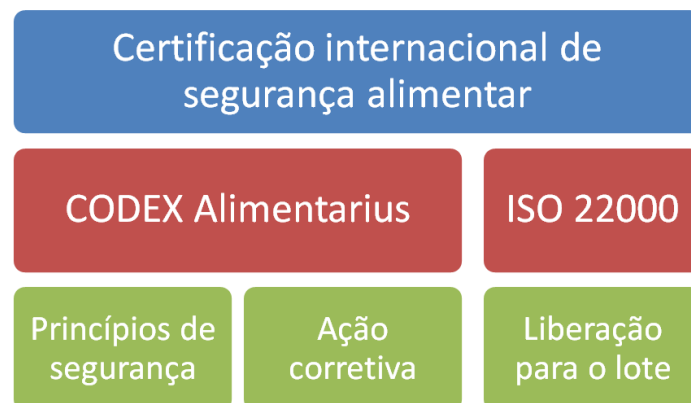 Certificação internacional de
segurança alimentar
CODEX Alimentarius
ISO 22000
Princípios de
segurança
Ação
corretiva
Liberação
para o lote